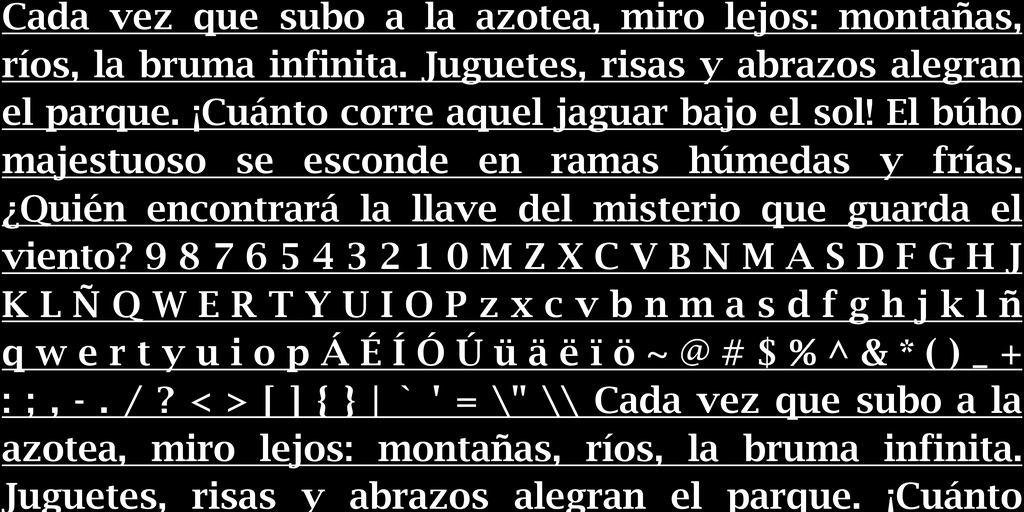 Cada vez que subo a la azotea, miro lejos: montañas,
ríos, la bruma infinita. Juguetes, risas y abrazos alegran
el parque. ¡Cuánto corre aquel jaguar bajo el sol! El búho
majestuoso se esconde en ramas húmedas y frías.
¿Quién encontrará la llave del misterio que guarda el
viento? 9 8 7 6 5 4 3 2 1 0 M Z X C V B N M A S D F G H J
K L Ñ Q W E R T Y U I O P z x c v b n m a s d f g h j k l ñ
q w e r t y u i o p Á É Í Ó Ú ü ä ë ï ö ~ @ # $ % ^ & * ( ) _ +
: ; , - . / ? < > [ ] { } | ` ' = \" \\ Cada vez que subo a la
azotea, miro lejos: montañas, ríos, la bruma infinita.
Juguetes, risas y abrazos alegran el parque. ¡Cuánto